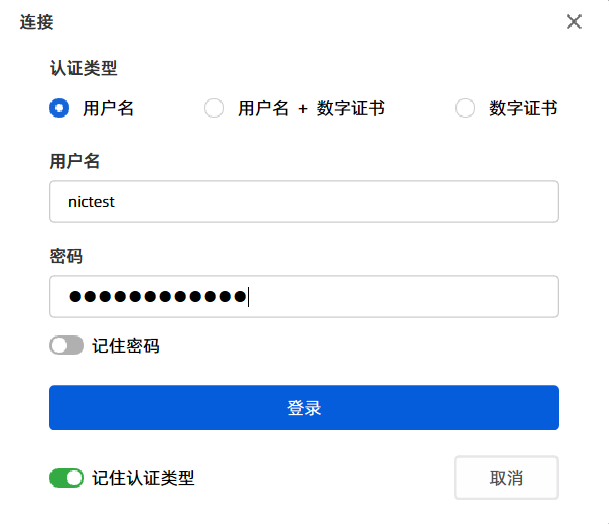 连接
认证类型
用户名 用户名 + 数字证书 数字证书
用户名
nictest
密码
●●●●●●●●●●●●
记住密码
登录
记住认证类型 取消